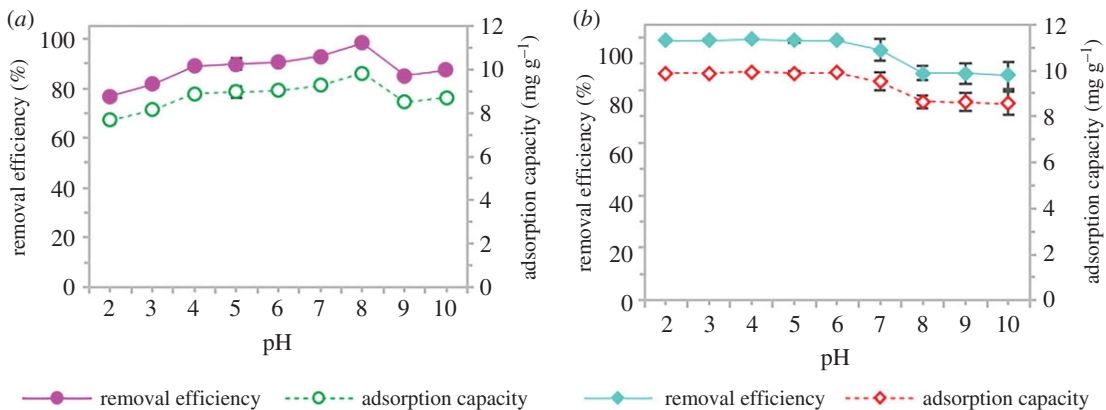 (a)
100
80
60
40
20
0
removal efficiency (%)
12
10
8
6
4
2
0
adsorption capacity (mg g⁻¹)
2 3 4 5 6 7 8 9 10
pH
removal efficiency adsorption capacity
(b)
100
80
60
40
20
0
removal efficiency (%)
12
10
8
6
4
2
0
adsorption capacity (mg g⁻¹)
2 3 4 5 6 7 8 9 10
pH
removal efficiency adsorption capacity